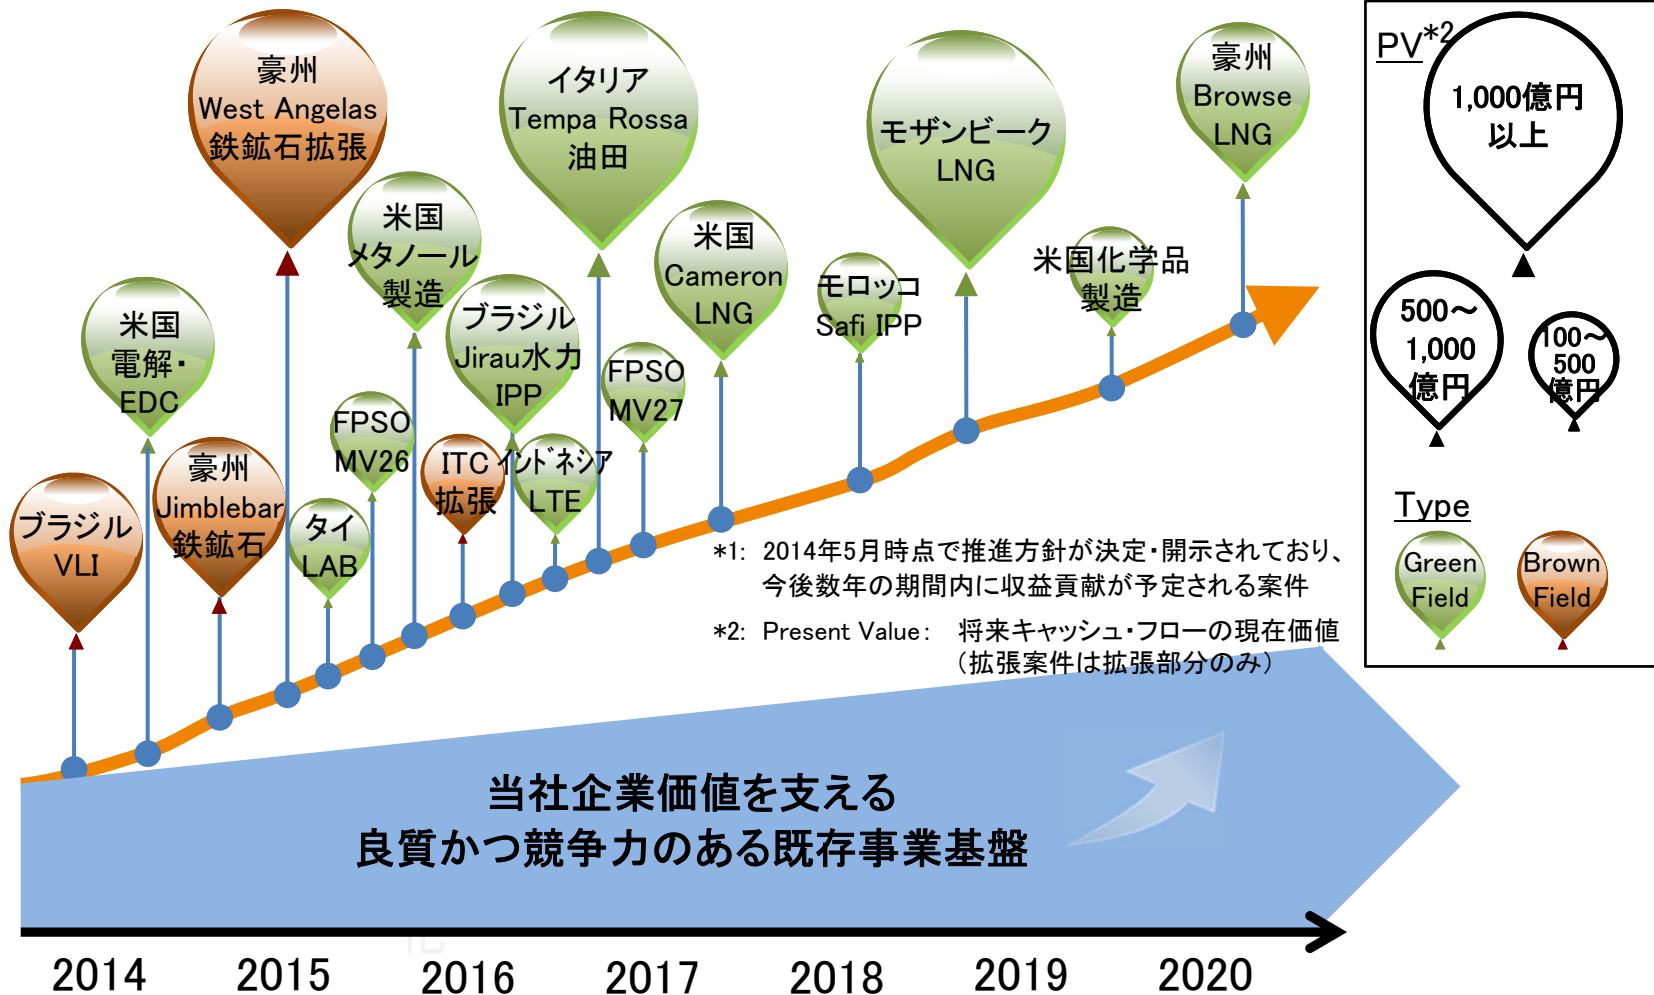 豪州
West Angelas
鉄鉱石拡張
イタリア
Tempa Rossa
油田
モザンビーク
LNG
豪州
Browse
LNG
米国
メタノール
製造
米国
Cameron
LNG
モロッコ
Safi IPP
米国化学品
製造
米国
電解・
EDC
ブラジル
Jirau水力
IPP
FPSO
MV27
FPSO
MV26
ITC
拡張
インドネシア
LTE
豪州
Jimblebar
鉄鉱石
タイ
LAB
ブラジル
VLI
PV*2
1,000億円
以上
500～
1,000
億円
100～
500
億円
Type
Green
Field
Brown
Field
*1: 2014年5月時点で推進方針が決定・開示されており、
今後数年の期間内に収益貢献が予定される案件
*2: Present Value: 将来キャッシュ・フローの現在価値
（拡張案件は拡張部分のみ）
当社企業価値を支える
良質かつ競争力のある既存事業基盤
2014
2015
2016
2017
2018
2019
2020